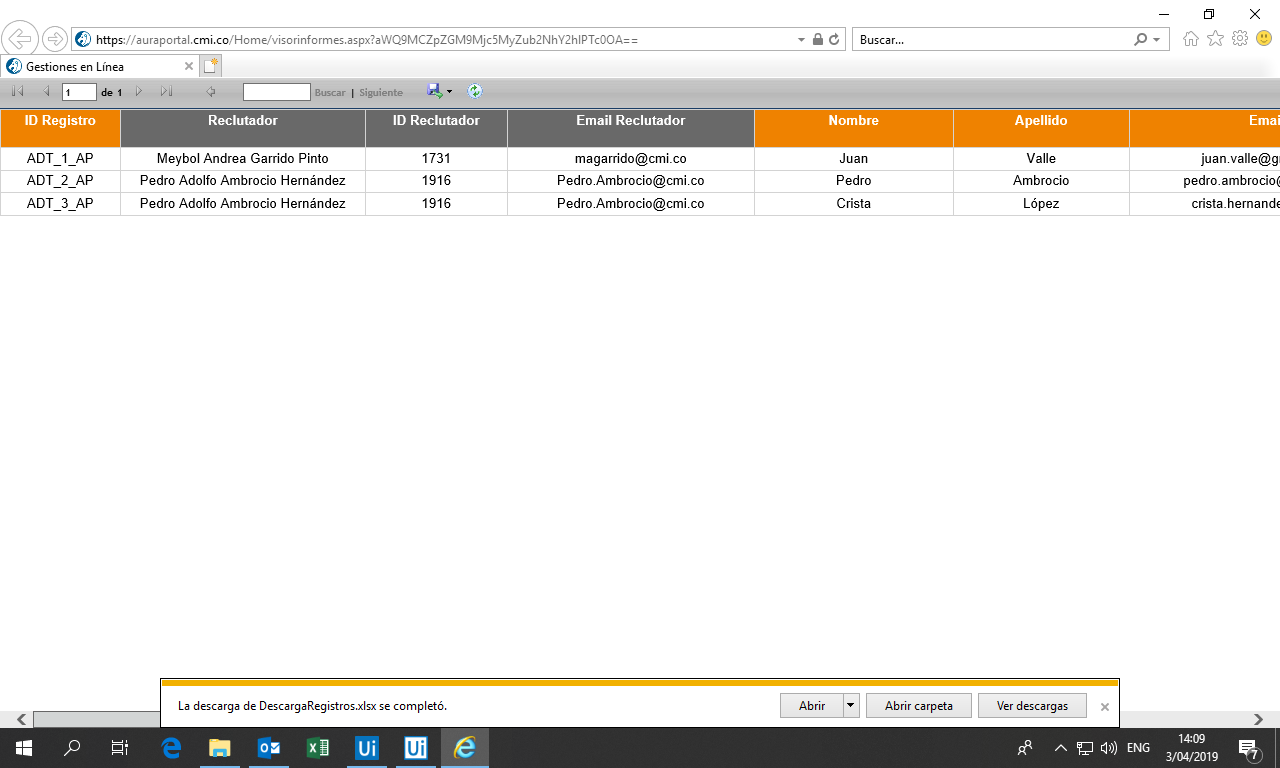 https://auraportal.cmi.co/Home/visorinformes.aspx?aWQ9MCZpZGM9Mjc5MyZub2NhY2hlPTc0OA==
Buscar...
Gestiones en Línea
1 de 1 Buscar | Siguiente
ID Registro Reclutador ID Reclutador Email Reclutador Nombre Apellido Emai
ADT_1_AP Meybol Andrea Garrido Pinto 1731 magarrido@cmi.co Juan Valle juan.valle@g
ADT_2_AP Pedro Adolfo Ambrocio Hernández 1916 Pedro.Ambrocio@cmi.co Pedro Ambrocio pedro.ambrocio@
ADT_3_AP Pedro Adolfo Ambrocio Hernández 1916 Pedro.Ambrocio@cmi.co Crista López crista.hernande
La descarga de DescargaRegistros.xlsx se completó. Abrir Abrir carpeta Ver descargas
Ui Ui ENG 14:09
3/04/2019 7